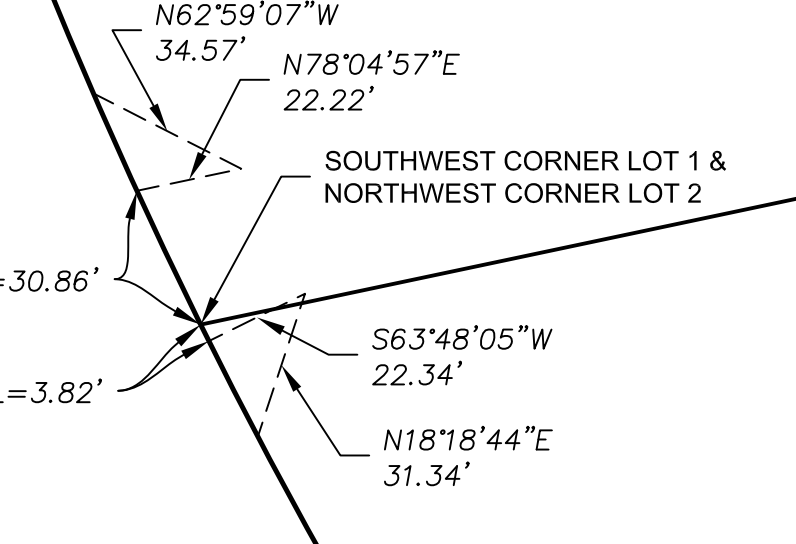 N62°59'07"W
34.57'
N78°04'57"E
22.22'
SOUTHWEST CORNER LOT 1 &
NORTHWEST CORNER LOT 2
=30.86'
S63°48'05"W
22.34'
L=3.82'
N18°18'44"E
31.34'